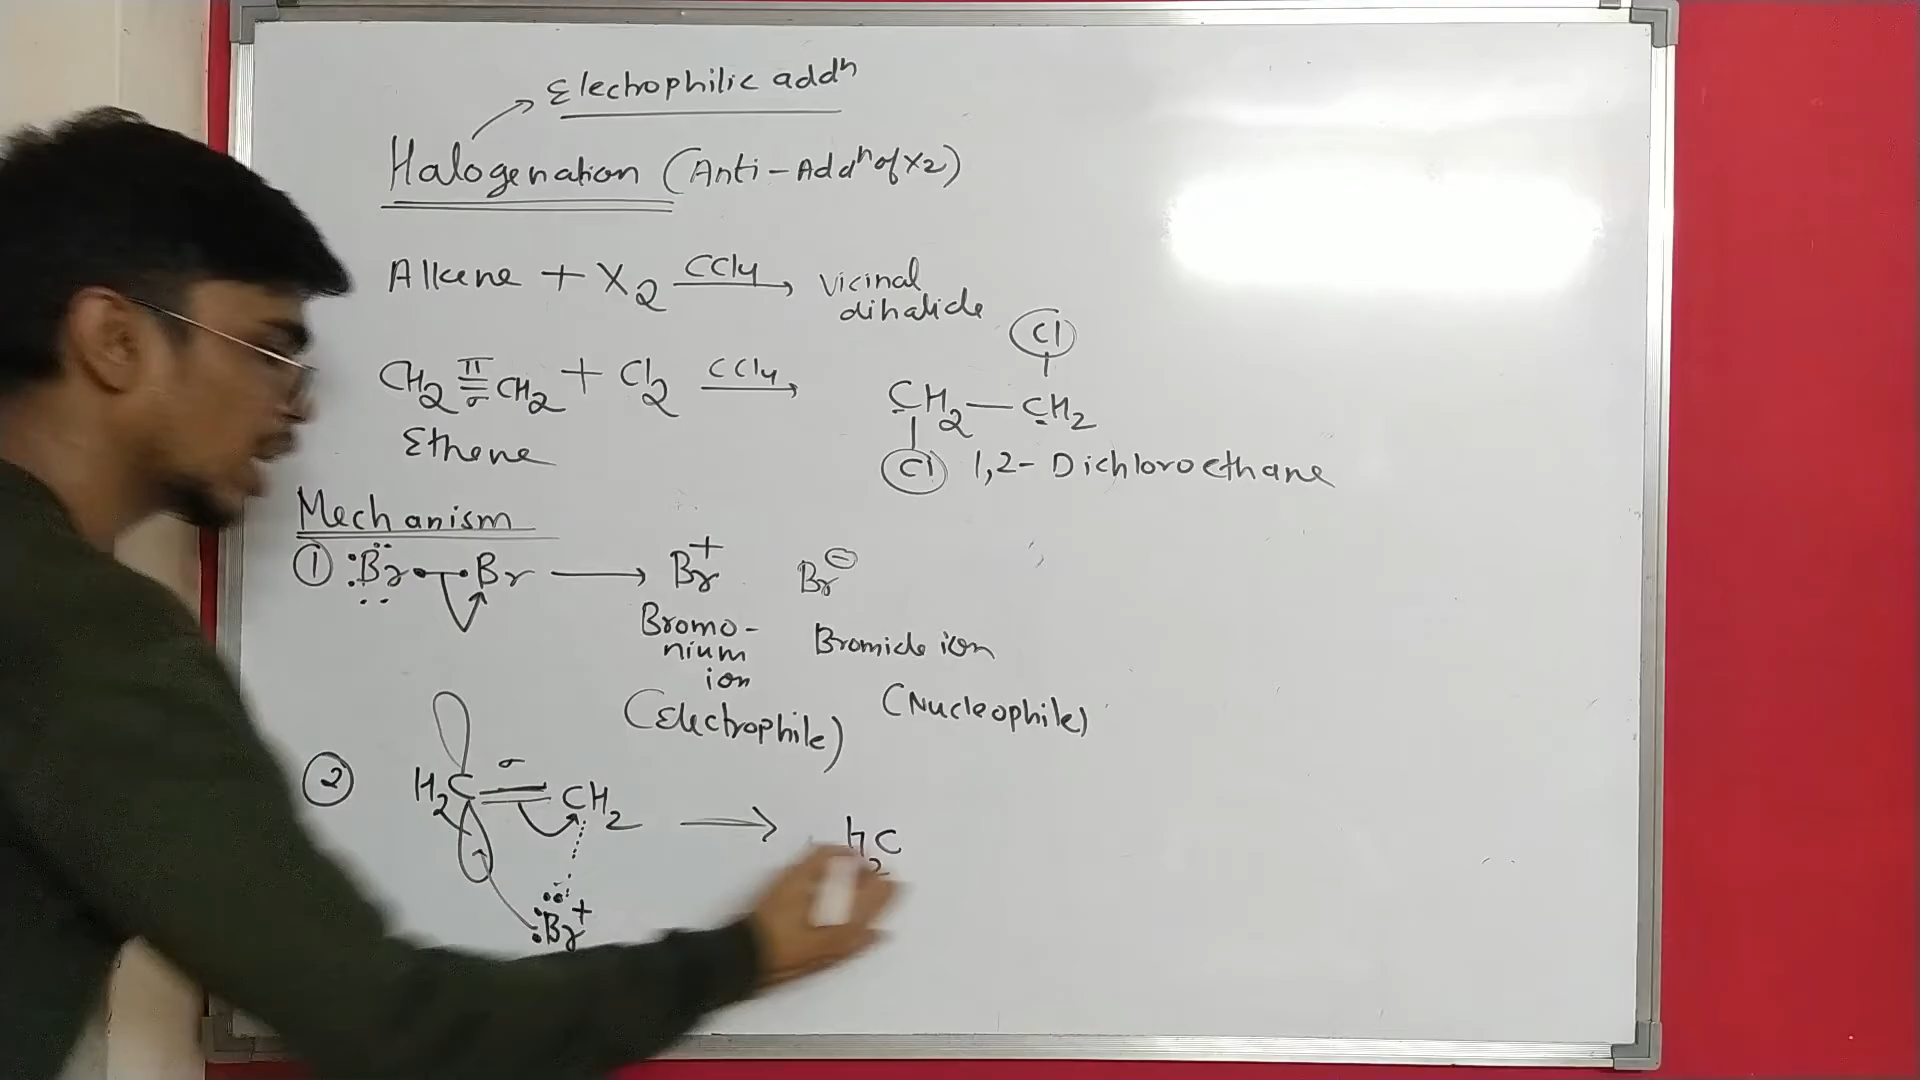 Electrophilic addⁿ
Halogenation (Anti-Addⁿ of X2)
Alkene + X2 CCl4 → vicinal dihalide
CH2 π = σ CH2 + Cl2 CCl4 → Cl
CH2 — CH2
Ethene Cl 1,2-Dichloroethane
Mechanism
① :Br — Br → Br+ Br⊖
Bromo-
nium
ion
Bromide ion
(Electrophile) (Nucleophile)
② H2C = σ CH2 → H2C
:Br+